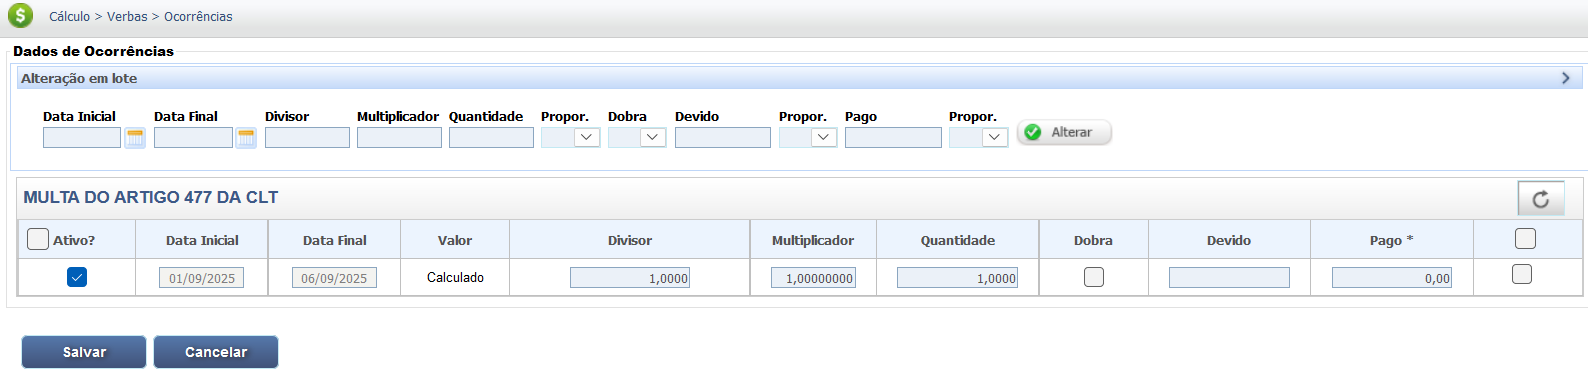 Cálculo > Verbas > Ocorrências
Dados de Ocorrências
Alteração em lote
Data Inicial Data Final Divisor Multiplicador Quantidade Propor. Dobra Devido Propor. Pago Propor.
Alterar
MULTA DO ARTIGO 477 DA CLT
Ativo? Data Inicial Data Final Valor Divisor Multiplicador Quantidade Dobra Devido Pago *
01/09/2025 06/09/2025 Calculado 1,0000 1,00000000 1,0000 0,00
Salvar Cancelar